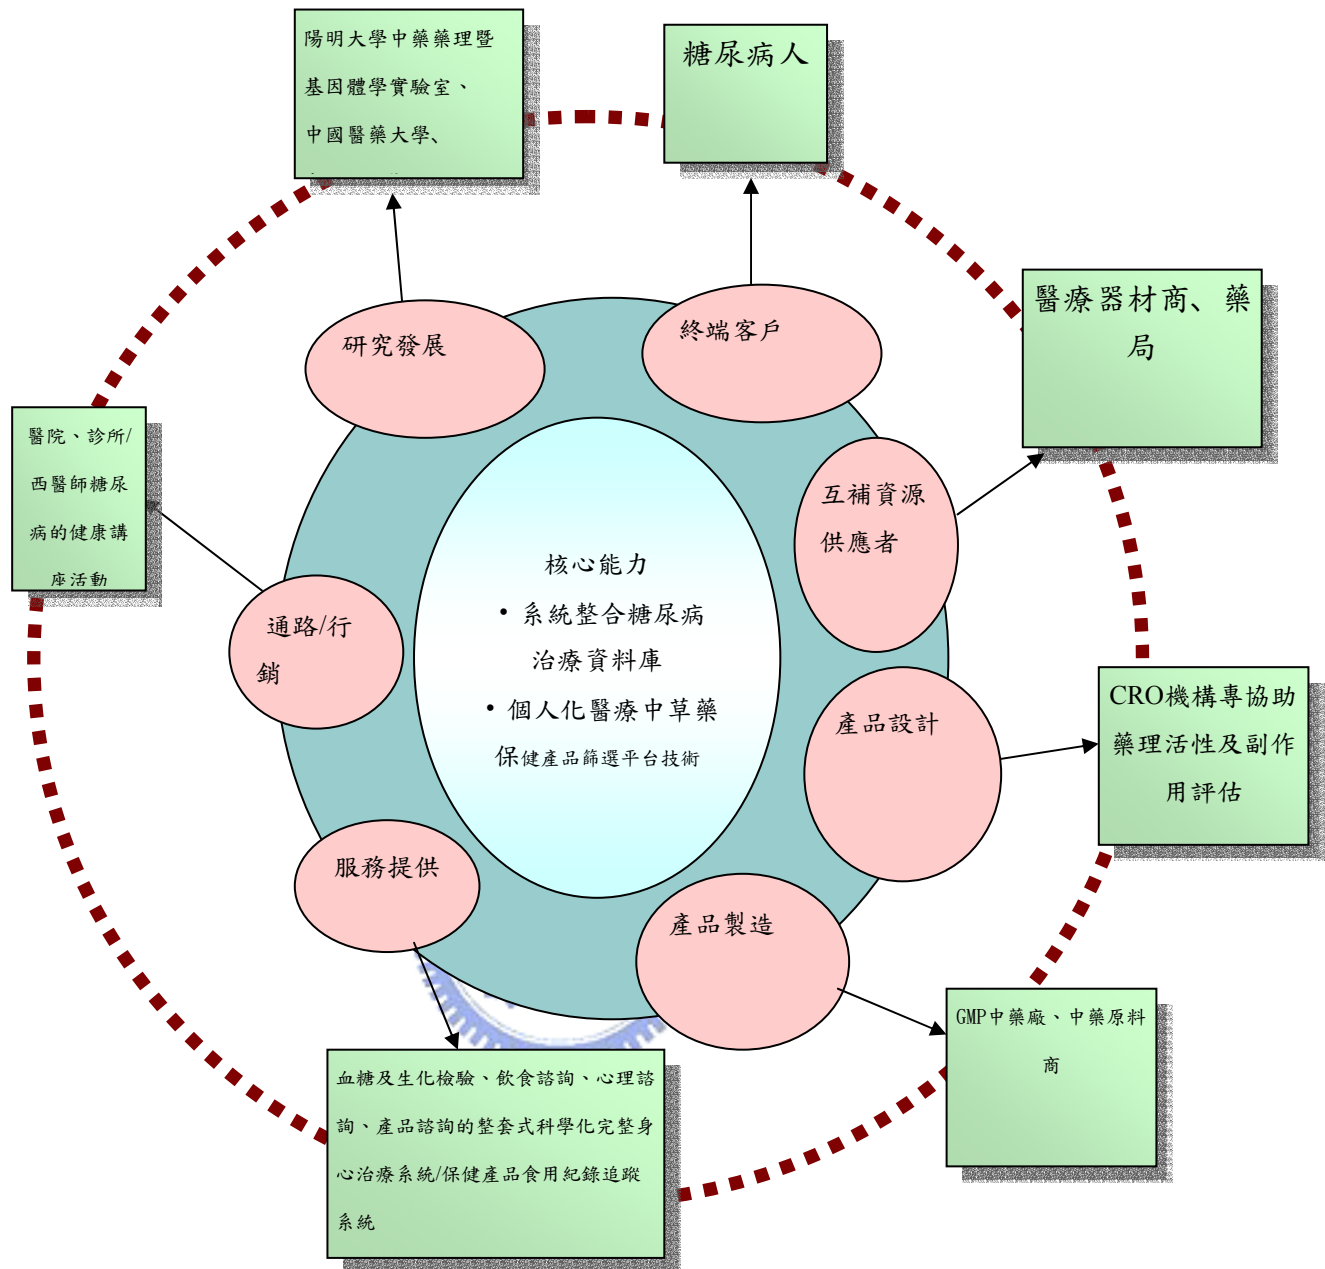 陽明大學中藥藥理暨
基因體學實驗室、
中國醫藥大學、
糖尿病人
醫療器材商、藥
局
研究發展
終端客戶
醫院、診所/
西醫師糖尿
病的健康講
座活動
互補資源
供應者
核心能力
• 系統整合糖尿病
治療資料庫
• 個人化醫療中草藥
保健產品篩選平台技術
通路/行
銷
產品設計
CRO機構專協助
藥理活性及副作
用評估
服務提供
產品製造
GMP中藥廠、中藥原料
商
血糖及生化檢驗、飲食諮詢、心理諮
詢、產品諮詢的整套式科學化完整身
心治療系統/保健產品食用紀錄追蹤
系統